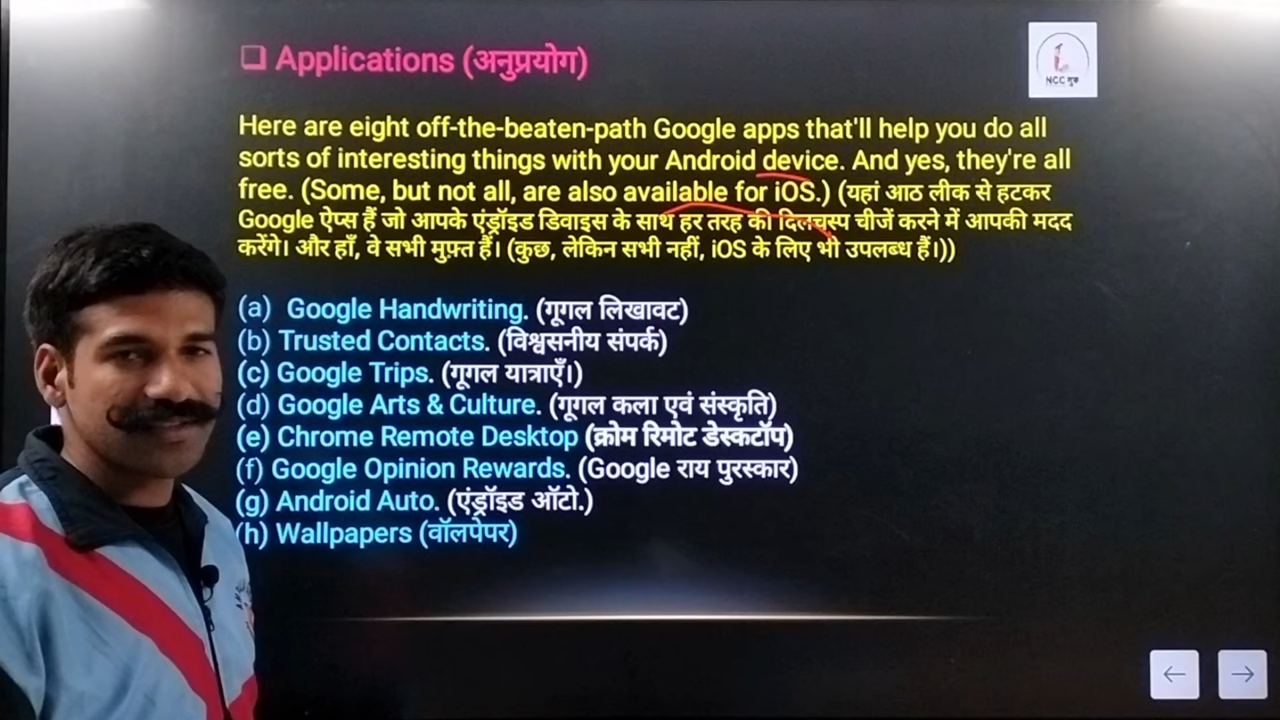 ❑ Applications (अनुप्रयोग)
NCC गुरु
Here are eight off-the-beaten-path Google apps that'll help you do all
sorts of interesting things with your Android device. And yes, they're all
free. (Some, but not all, are also available for iOS.) (यहां आठ लीक से हटकर
Google ऐप्स हैं जो आपके एंड्रॉइड डिवाइस के साथ हर तरह की दिलचस्प चीजें करने में आपकी मदद
करेंगे। और हाँ, वे सभी मुफ़्त हैं। (कुछ, लेकिन सभी नहीं, iOS के लिए भी उपलब्ध हैं।))
(a) Google Handwriting. (गूगल लिखावट)
(b) Trusted Contacts. (विश्वसनीय संपर्क)
(c) Google Trips. (गूगल यात्राएँ।)
(d) Google Arts & Culture. (गूगल कला एवं संस्कृति)
(e) Chrome Remote Desktop (क्रोम रिमोट डेस्कटॉप)
(f) Google Opinion Rewards. (Google राय पुरस्कार)
(g) Android Auto. (एंड्रॉइड ऑटो.)
(h) Wallpapers (वॉलपेपर)